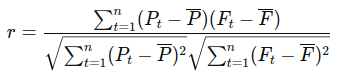 r = \frac{\sum_{t=1}^{n}(P_t - \overline{P})(F_t - \overline{F})}{\sqrt{\sum_{t=1}^{n}(P_t - \overline{P})^2}\sqrt{\sum_{t=1}^{n}(F_t - \overline{F})^2}}